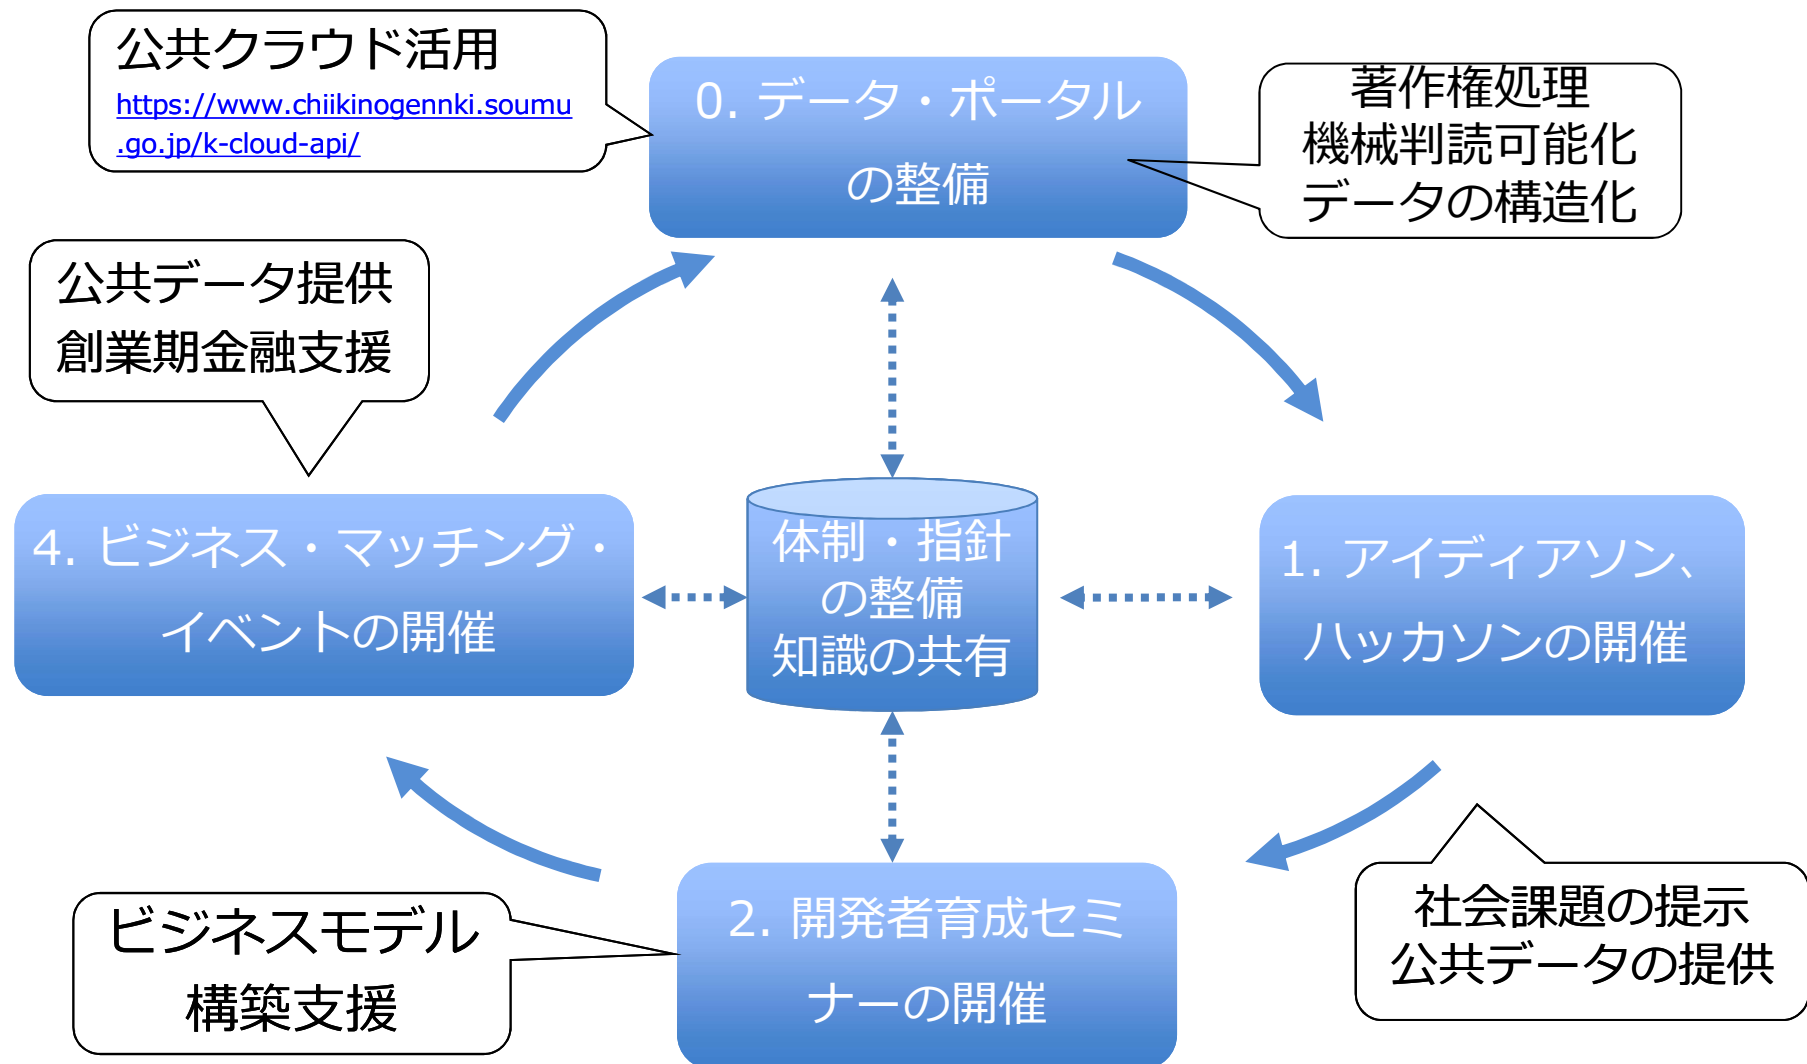 公共クラウド活用
https://www.chiikinogennki.soumu
.go.jp/k-cloud-api/
0. データ・ポータル
の整備
著作権処理
機械判読可能化
データの構造化
公共データ提供
創業期金融支援
4. ビジネス・マッチング・
イベントの開催
体制・指針
の整備
知識の共有
1. アイディアソン、
ハッカソンの開催
ビジネスモデル
構築支援
2. 開発者育成セミ
ナーの開催
社会課題の提示
公共データの提供